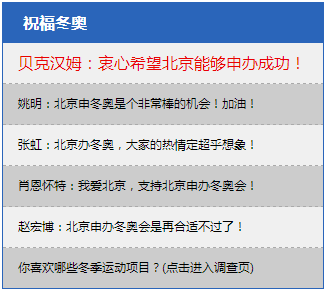 祝福冬奥
贝克汉姆：衷心希望北京能够申办成功！
姚明：北京申冬奥是个非常棒的机会！加油！
张虹：北京办冬奥，大家的热情定超乎想象！
肖恩怀特：我爱北京，支持北京申办冬奥会！
赵宏博：北京申办冬奥会是再合适不过了！
你喜欢哪些冬季运动项目？(点击进入调查页)